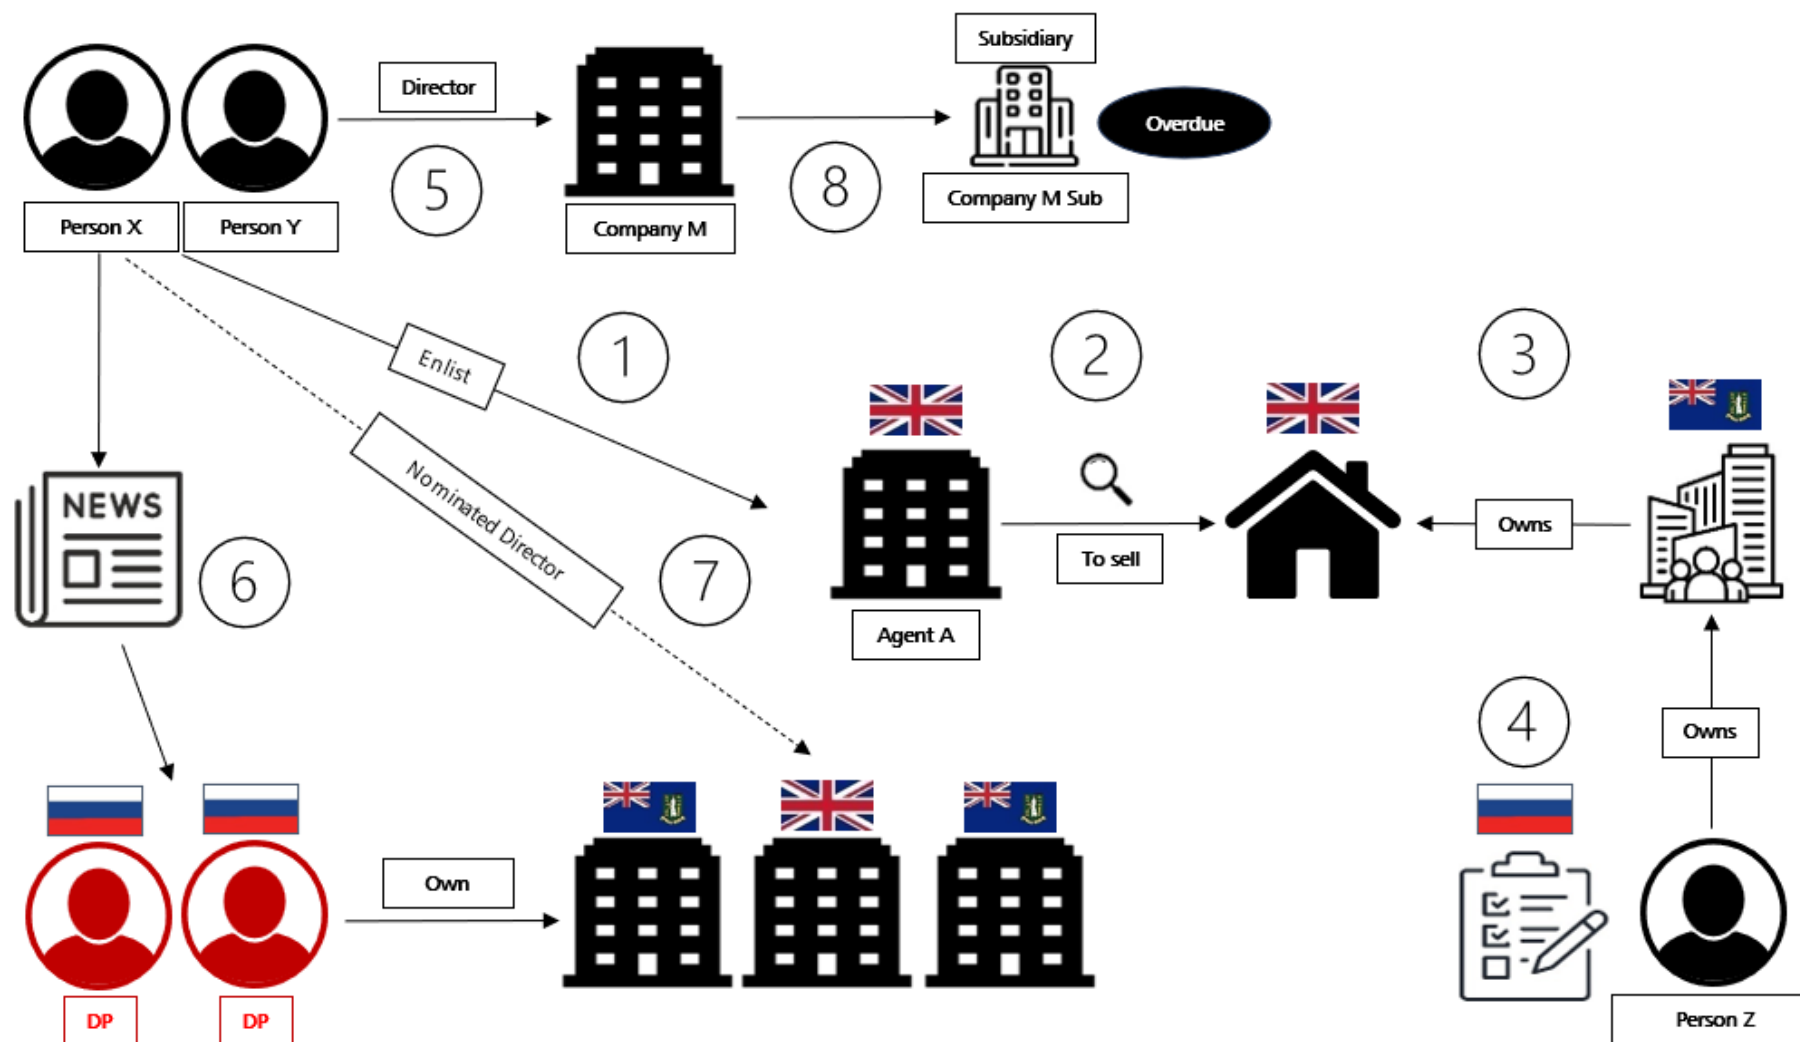 Subsidiary
Director
Overdue
5
8
Company M Sub
Person X
Person Y
Company M
Enlist
1
2
3
Nominated Director
NEWS
Owns
To sell
6
7
Agent A
4
Owns
Own
DP
DP
Person Z